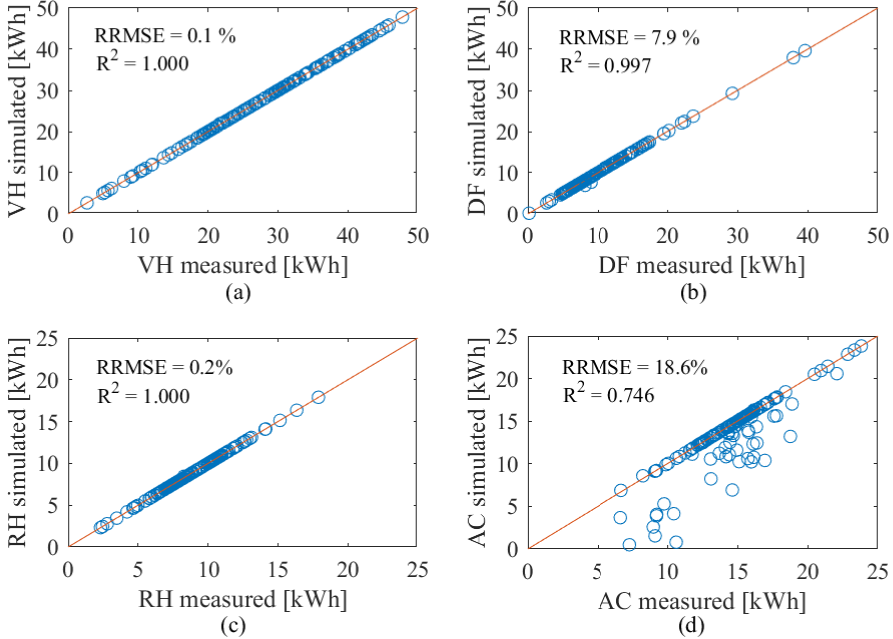 VH simulated [kWh]
50
40
30
20
10
0
RRMSE = 0.1 %
R² = 1.000
0 10 20 30 40 50
VH measured [kWh]
(a)
DF simulated [kWh]
50
40
30
20
10
0
RRMSE = 7.9 %
R² = 0.997
0 10 20 30 40 50
DF measured [kWh]
(b)
RH simulated [kWh]
25
20
15
10
5
0
RRMSE = 0.2%
R² = 1.000
0 5 10 15 20 25
RH measured [kWh]
(c)
AC simulated [kWh]
25
20
15
10
5
0
RRMSE = 18.6%
R² = 0.746
0 5 10 15 20 25
AC measured [kWh]
(d)